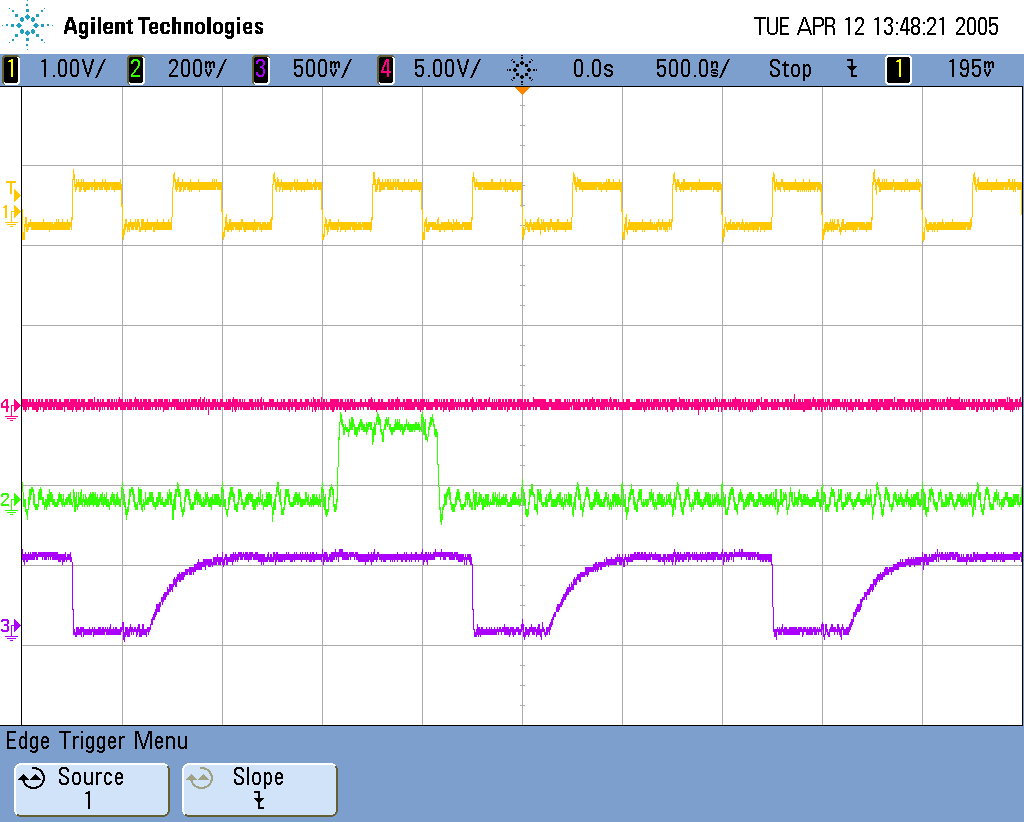 Agilent Technologies TUE APR 12 13:48:21 2005
1 1.00V/ 2 200mV/ 3 500mV/ 4 5.00V/ 0.0s 500.0ns/ Stop 1 195mV
T
1
4
2
3
Edge Trigger Menu
Source Slope
1